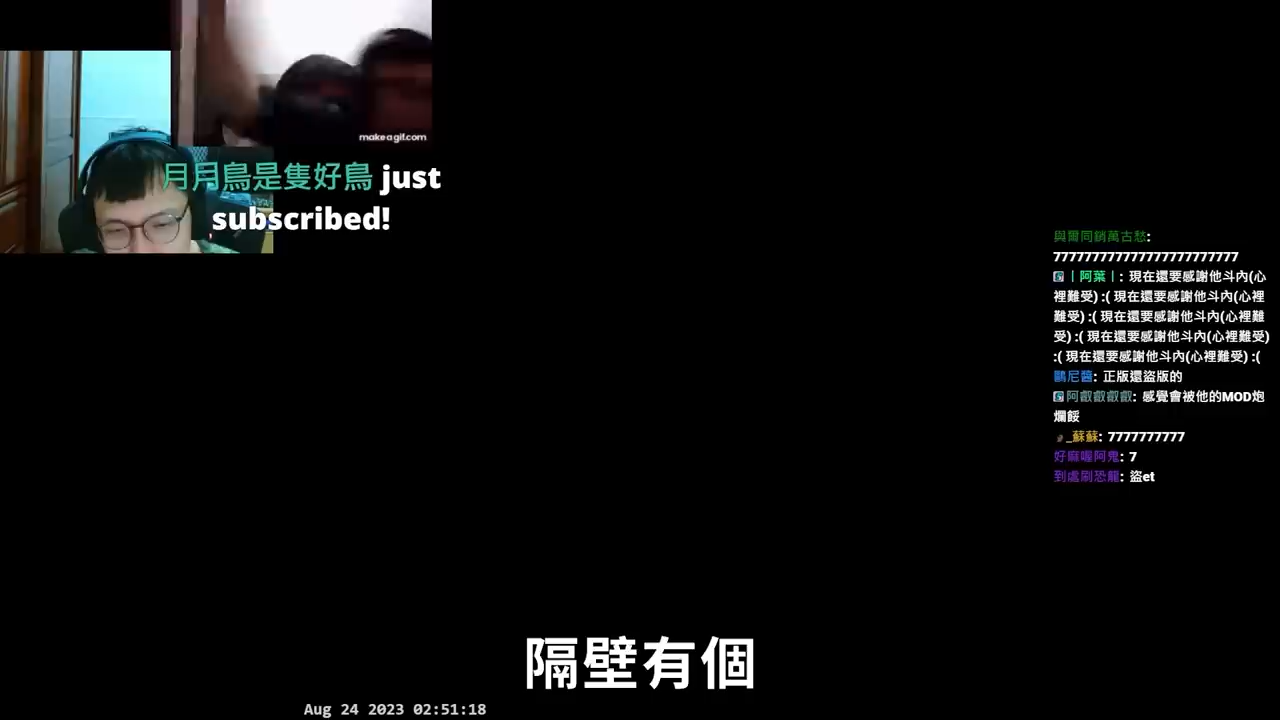 makeagif.com
月月鳥是隻好鳥 just
subscribed!
與爾同銷萬古愁:
7777777777777777777777777
丨阿葉丨: 現在還要感謝他斗內(心
裡難受) :( 現在還要感謝他斗內(心裡
難受) :( 現在還要感謝他斗內(心裡難
受) :( 現在還要感謝他斗內(心裡難受)
:( 現在還要感謝他斗內(心裡難受) :(
鷗尼醬: 正版還盜版的
阿叡叡叡叡: 感覺會被他的MOD炮
爛餒
_蘇蘇: 7777777777
好麻喔阿鬼: 7
到處刷恐龍: 盜et
隔壁有個
Aug 24 2023 02:51:18